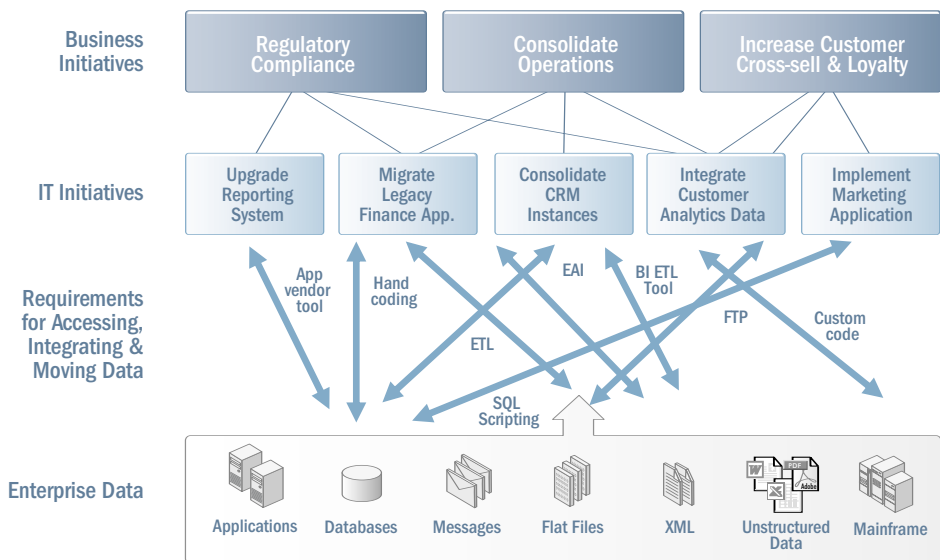 Business
Initiatives
Regulatory
Compliance
Consolidate
Operations
Increase Customer
Cross-sell & Loyalty
IT Initiatives
Upgrade
Reporting
System
Migrate
Legacy
Finance App.
Consolidate
CRM
Instances
Integrate
Customer
Analytics Data
Implement
Marketing
Application
Requirements
for Accessing,
Integrating &
Moving Data
App
vendor
tool
Hand
coding
ETL
EAI
SQL
Scripting
BI ETL
Tool
FTP
Custom
code
Enterprise Data
Applications
Databases
Messages
Flat Files
XML
W
X
PDF
Adobe
Unstructured
Data
Mainframe